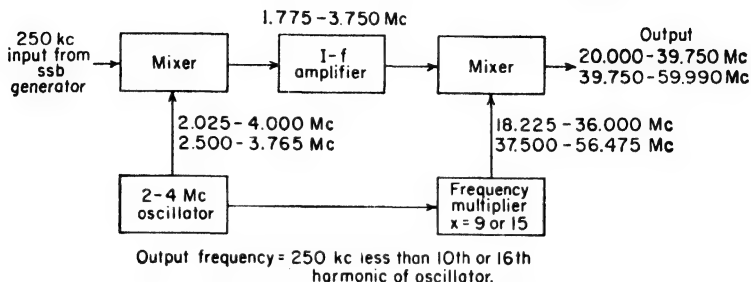 1.775-3.750 Mc
250 kc
input from
ssb
generator
Mixer
I-f
amplifier
Mixer
Output
20.000-39.750 Mc
39.750-59.990 Mc
2.025-4.000 Mc
2.500-3.765 Mc
18.225-36.000 Mc
37.500-56.475 Mc
2-4 Mc
oscillator
Frequency
multiplier
x = 9 or 15
Output frequency = 250 kc less than 10th or 16th
harmonic of oscillator.